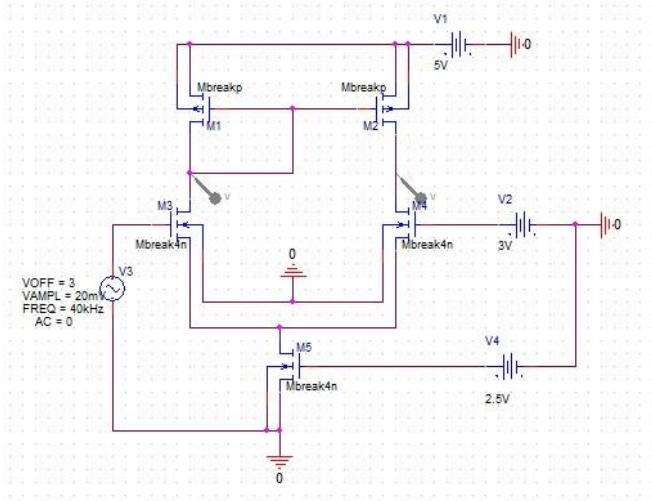 V1
0
5V
Mbreakp
Mbreakp
M1
M2
V
V
M3
M4
V2
0
Mbreak4n
Mbreak4n
3V
0
V3
VOFF = 3
VAMPL = 20mV
FREQ = 40kHz
AC = 0
M5
V4
Mbreak4n
2.5V
0